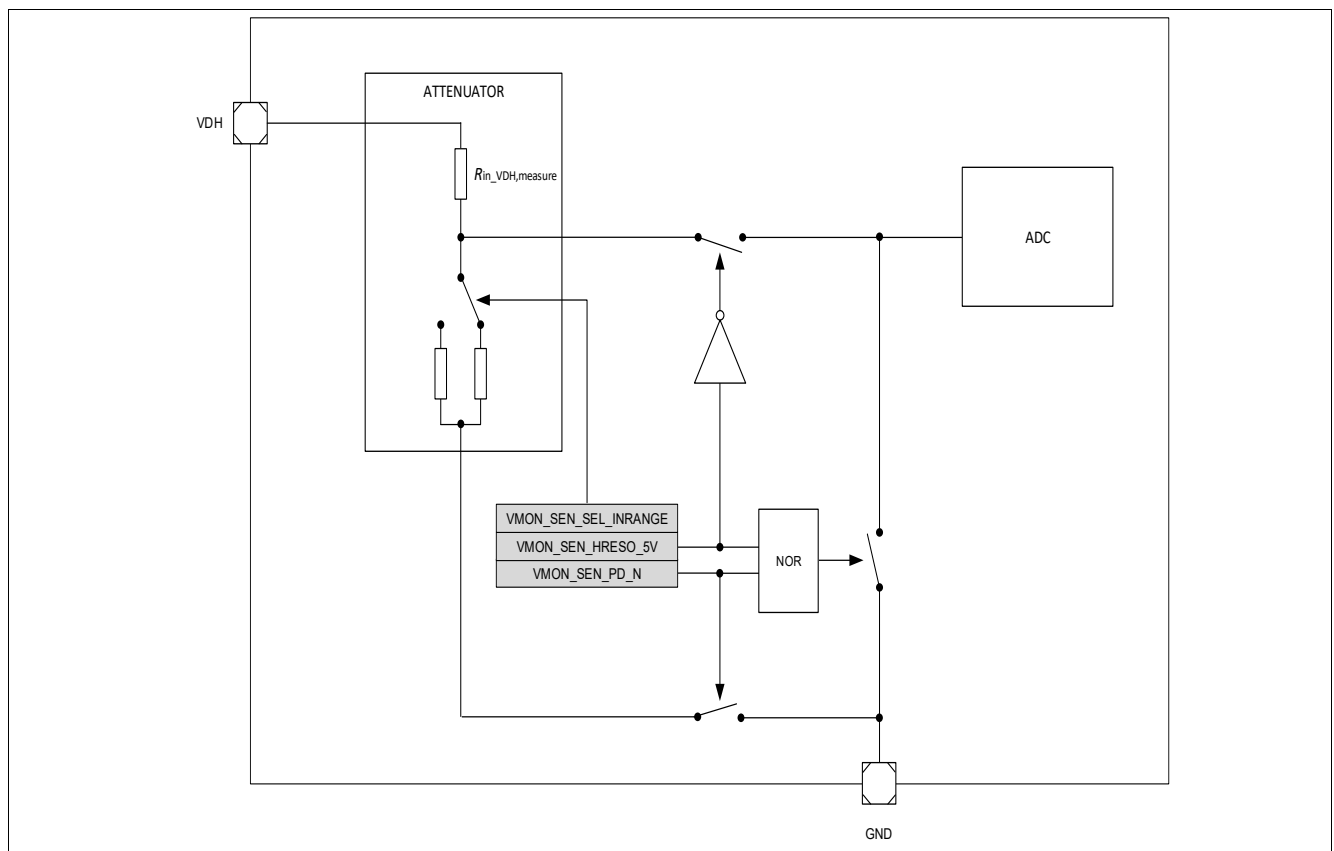 ATTENUATOR
VDH
Rin_VDH,measure
ADC
VMON_SEN_SEL_INRANGE
VMON_SEN_HRESO_5V
NOR
VMON_SEN_PD_N
GND